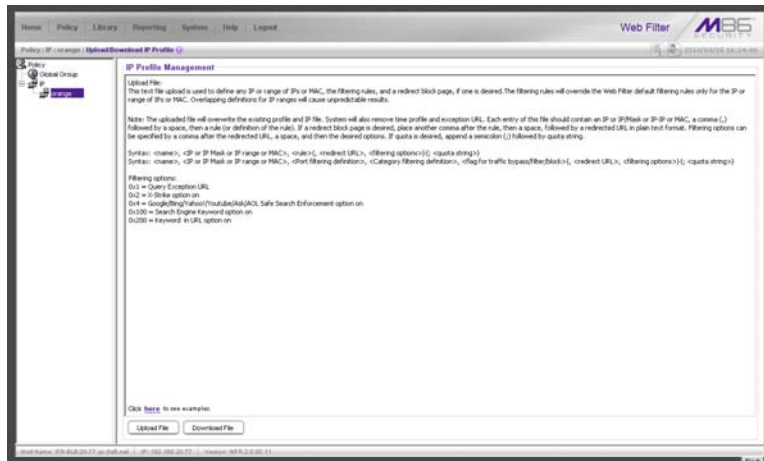 Home Policy Library Reporting System Help Logout
Web Filter
M86
SECURITY
Policy : IP : orange : Upload/Download IP Profile
Policy
Global Group
IP
orange
IP Profile Management
Upload File:
This text file upload is used to define any IP or range of IPs or MAC, the filtering rules, and a redirect block page, if one is desired.The filtering rules will override the Web Filter default filtering rules only for the IP or
range of IPs or MAC. Overlapping definitions for IP ranges will cause unpredictable results.
Note: The uploaded file will overwrite the existing profile and IP file. System will also remove time profile and exception URL. Each entry of this file should contain an IP or IP/Mask or IP-IP or MAC, a comma (,)
followed by a space, then a rule (or definition of the rule). If a redirect block page is desired, place another comma after the rule, then a space, followed by a redirected URL in plain text format. Filtering options can
be specified by a comma after the redirected URL, a space, and then the desired options. If quota is desired, append a semicolon (;) followed by quota string.
Syntax: <name>, <IP or IP Mask or IP range or MAC>, <rule>{, <redirect URL>, <filtering options>}{; <quota string>}
Syntax: <name>, <IP or IP Mask or IP range or MAC>, <Port filtering definition>, <Category filtering definition>, <flag for traffic bypass/filter/block>{, <redirect URL>, <filtering options>}{; <quota string>}
Filtering options:
0x1 = Query Exception URL
0x2 = X-Strike option on
0x4 = Google/Bing/Yahoo!/Youtube/Ask/AOL Safe Search Enforcement option on
0x100 = Search Engine Keyword option on
0x200 = Keyword in URL option on
Click here to see examples
Upload File Download File
Host Name: IP: 192.168.20.77 Version: WFR 2.0.00.11